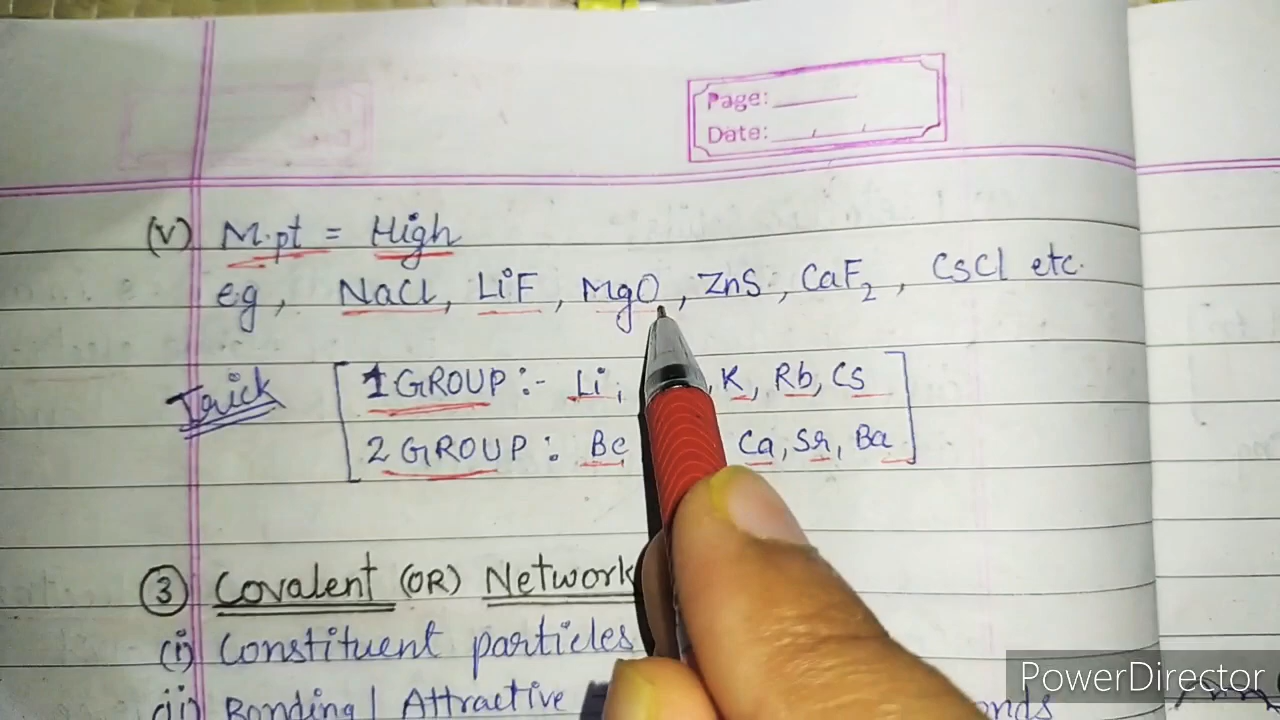 Page:
Date:
(V) M.pt = High
eg, NaCl, LiF, MgO, ZnS, CaF₂, CsCl etc.
Trick
1 GROUP :- Li, , K, Rb, Cs
2 GROUP : Be Ca, Sr, Ba
③ Covalent (OR) Network
(i) Constituent particles
(ii) Bonding / Attractive onds
PowerDirector